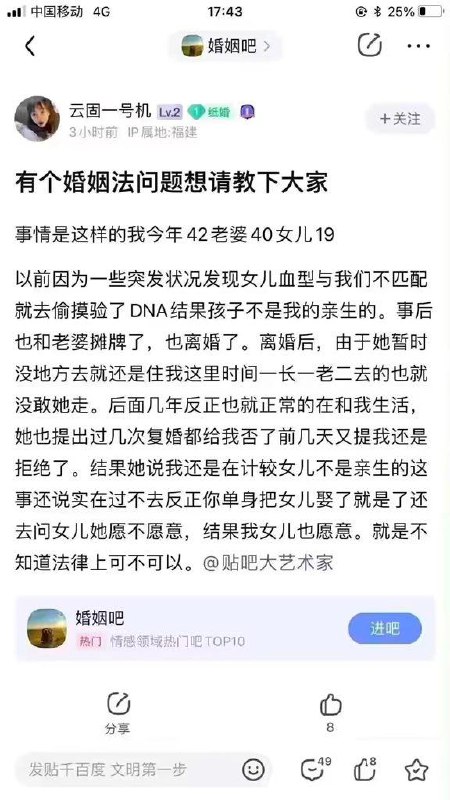 中国移动 4G 17:43 25%
婚姻吧
云固一号机 Lv.2 纸婚
3小时前 IP属地:福建
+关注
有个婚姻法问题想请教下大家
事情是这样的我今年42老婆40女儿19
以前因为一些突发状况发现女儿血型与我们不匹配
就去偷摸验了DNA结果孩子不是我的亲生的。事后
也和老婆摊牌了，也离婚了。离婚后，由于她暂时
没地方去就还是住我这里时间一长一老二去的也就
没敢她走。后面几年反正也就正常的在和我生活，
她也提出过几次复婚都给我否了前几天又提我还是
拒绝了。结果她说我还是在计较女儿不是亲生的这
事还说实在过不去反正你单身把女儿娶了就是了还
去问女儿她愿不愿意，结果我女儿也愿意。就是不
知道法律上可不可以。@贴吧大艺术家
婚姻吧
热门 情感领域热门吧TOP10
进吧
分享
8
发贴千百度 文明第一步
49
8